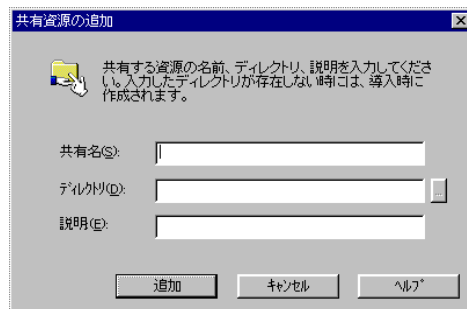 共有資源の追加
共有する資源の名前、ディレクトリ、説明を入力してくださ
い。入力したディレクトリが存在しない時には、導入時に
作成されます。
共有名(S):
ディレクトリ(D):
...
説明(E):
追加
キャンセル
ヘルプ